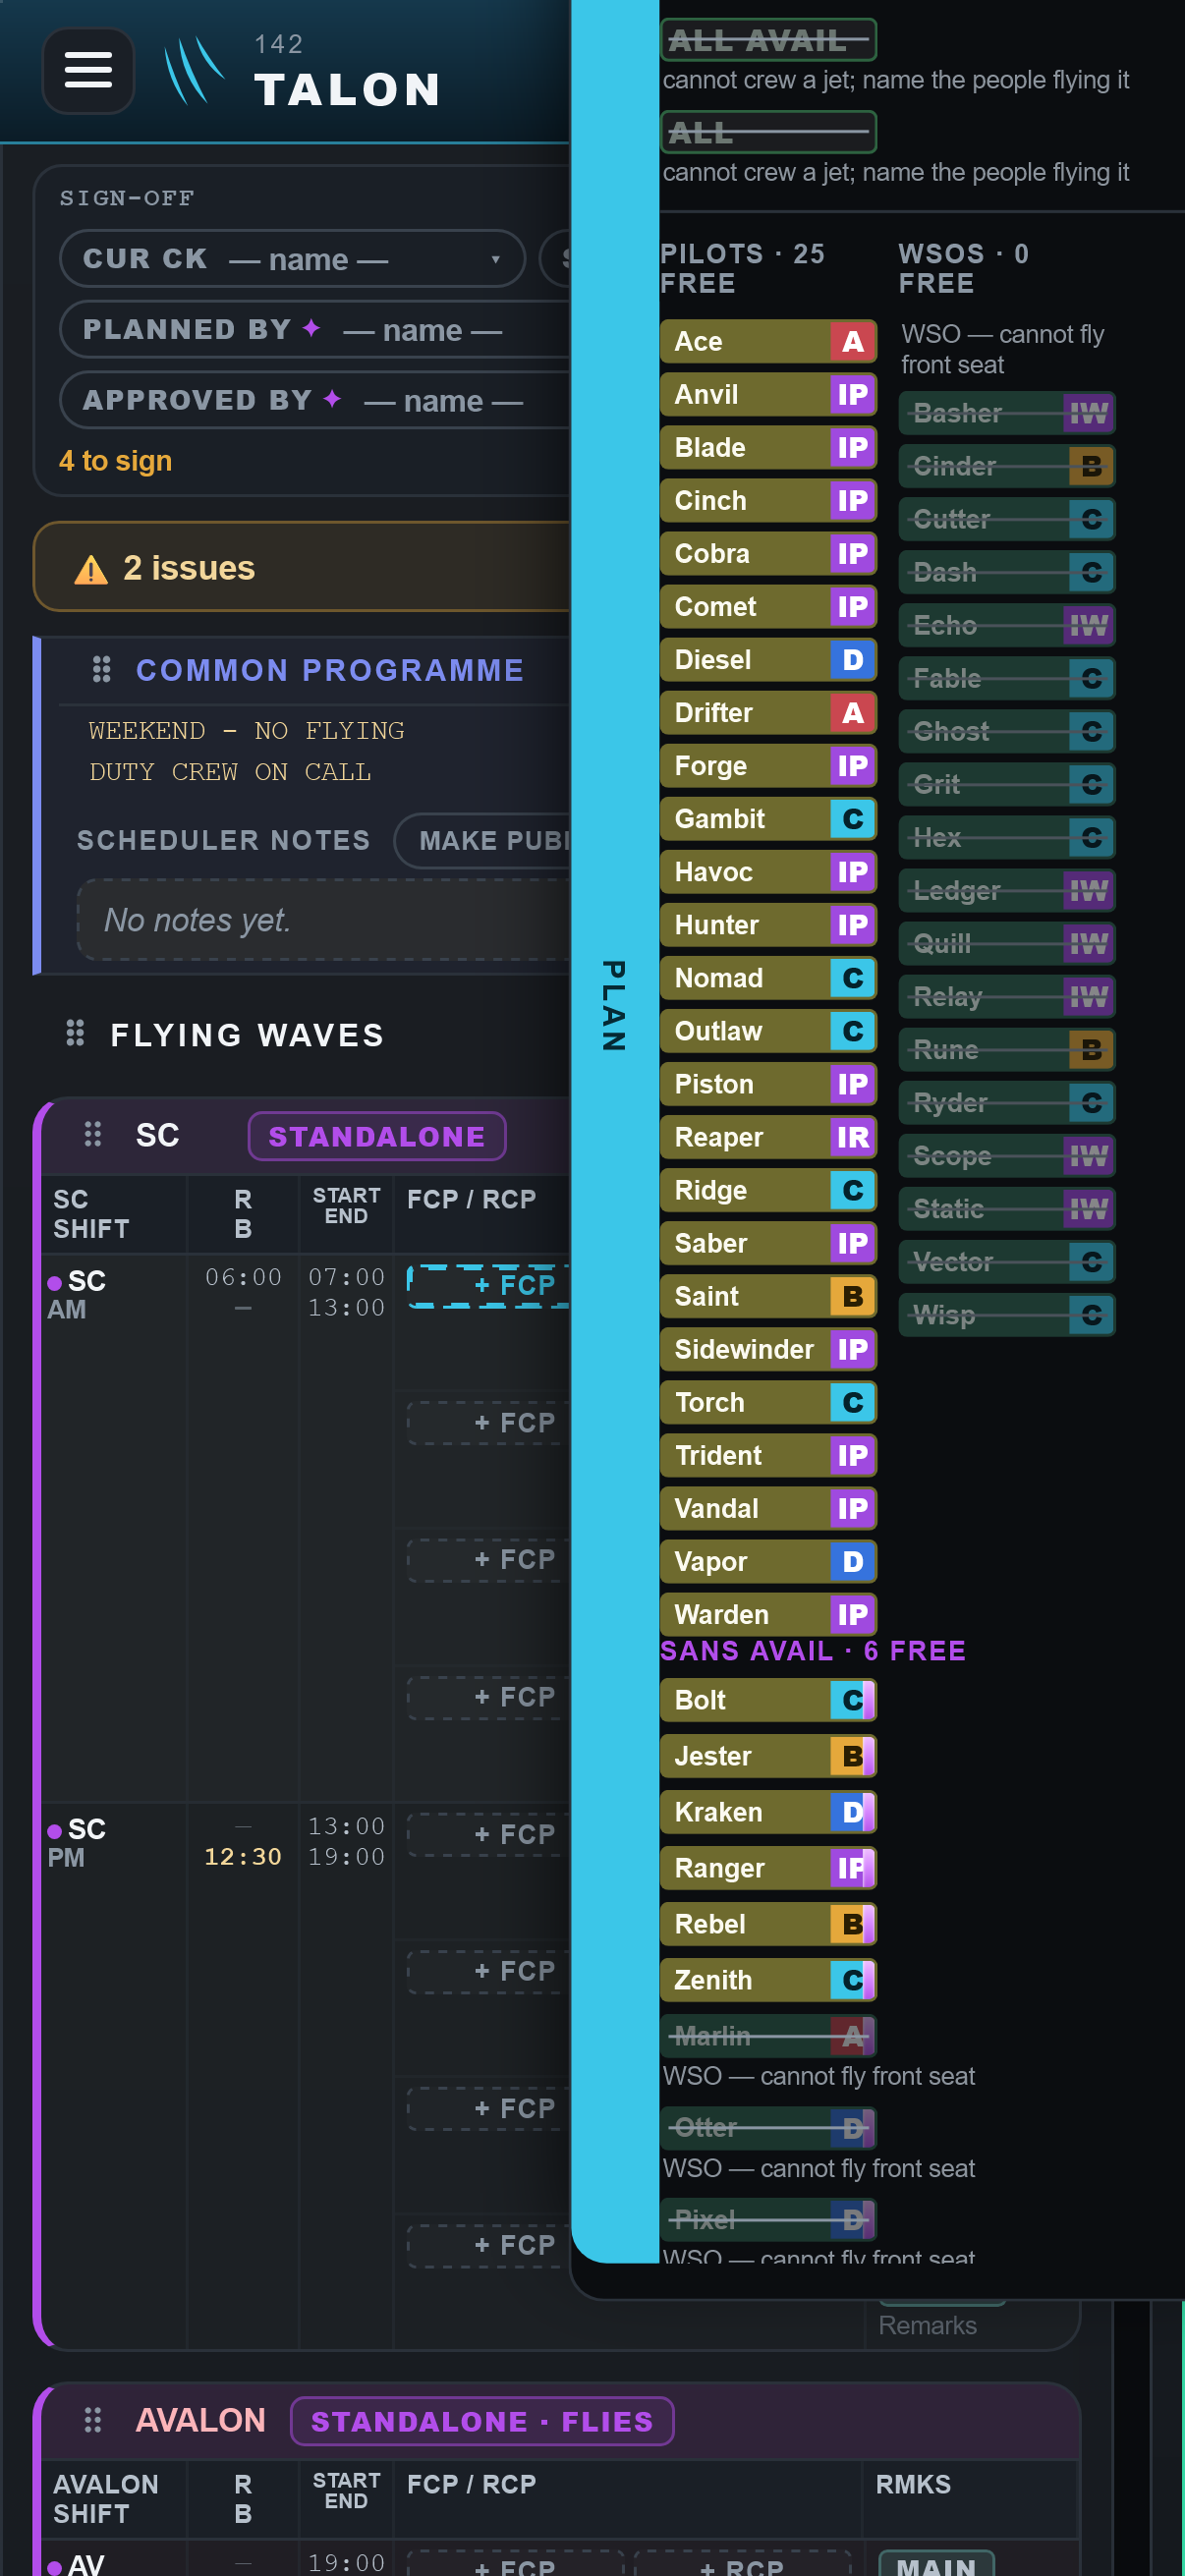 142
TALON
SIGN-OFF
CUR CK — name —
PLANNED BY — name —
APPROVED BY — name —
4 to sign
2 issues
COMMON PROGRAMME
WEEKEND - NO FLYING
DUTY CREW ON CALL
SCHEDULER NOTES
No notes yet.
FLYING WAVES
SC STANDALONE
SC SHIFT
R B
START END
FCP / RCP
SC AM
06:00
—
07:00
13:00
+ FCP
+ FCP
+ FCP
+ FCP
SC PM
—
12:30
13:00
19:00
+ FCP
+ FCP
+ FCP
+ FCP
Remarks
AVALON STANDALONE · FLIES
AVALON SHIFT
R B
START END
FCP / RCP
RMKS
AV
—
19:00
+ FCP
+ RCP
MAIN
PLAN
ALL AVAIL
cannot crew a jet; name the people flying it
ALL
cannot crew a jet; name the people flying it
PILOTS · 25 FREE
Ace A
Anvil IP
Blade IP
Cinch IP
Cobra IP
Comet IP
Diesel D
Drifter A
Forge IP
Gambit C
Havoc IP
Hunter IP
Nomad C
Outlaw C
Piston IP
Reaper IR
Ridge C
Saber IP
Saint B
Sidewinder IP
Torch C
Trident IP
Vandal IP
Vapor D
Warden IP
WSOS · 0 FREE
WSO — cannot fly front seat
Basher IW
Cinder B
Cutter C
Dash C
Echo IW
Fable C
Ghost C
Grit C
Hex C
Ledger IW
Quill IW
Relay IW
Rune B
Ryder C
Scope IW
Static IW
Vector C
Wisp C
SANS AVAIL · 6 FREE
Bolt C
Jester B
Kraken D
Ranger IP
Rebel B
Zenith C
Marlin A
WSO — cannot fly front seat
Otter D
WSO — cannot fly front seat
Pixel D
WSO — cannot fly front seat